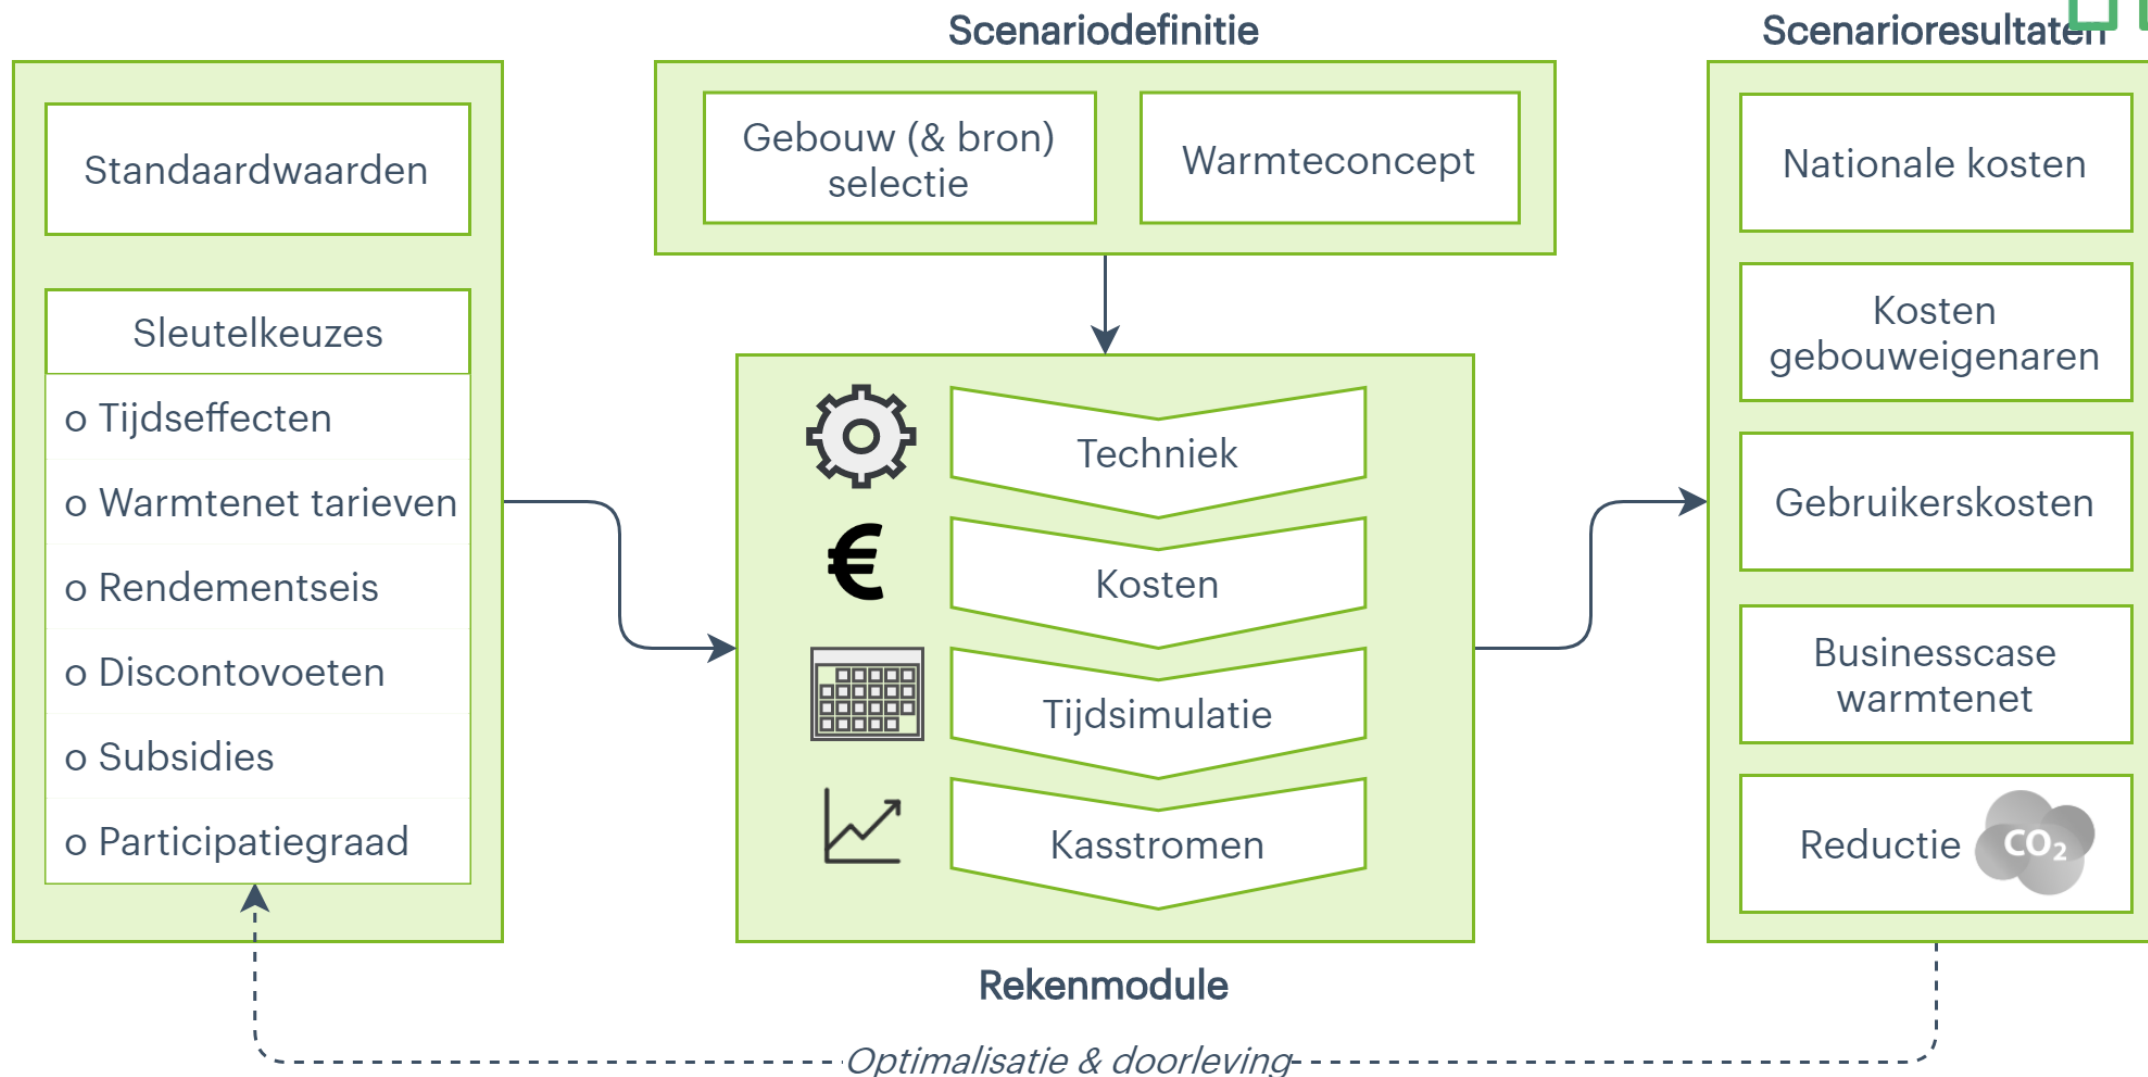 Scenariodefinitie
Scenarioresultaten
Standaardwaarden
Sleutelkeuzes
o Tijdseffecten
o Warmtenet tarieven
o Rendementseis
o Discontovoeten
o Subsidies
o Participatiegraad
Gebouw (& bron)
selectie
Warmteconcept
Techniek
€
Kosten
Tijdsimulatie
Kasstromen
Rekenmodule
Nationale kosten
Kosten
gebouweigenaren
Gebruikerskosten
Businesscase
warmtenet
Reductie CO₂
Optimalisatie & doorleving